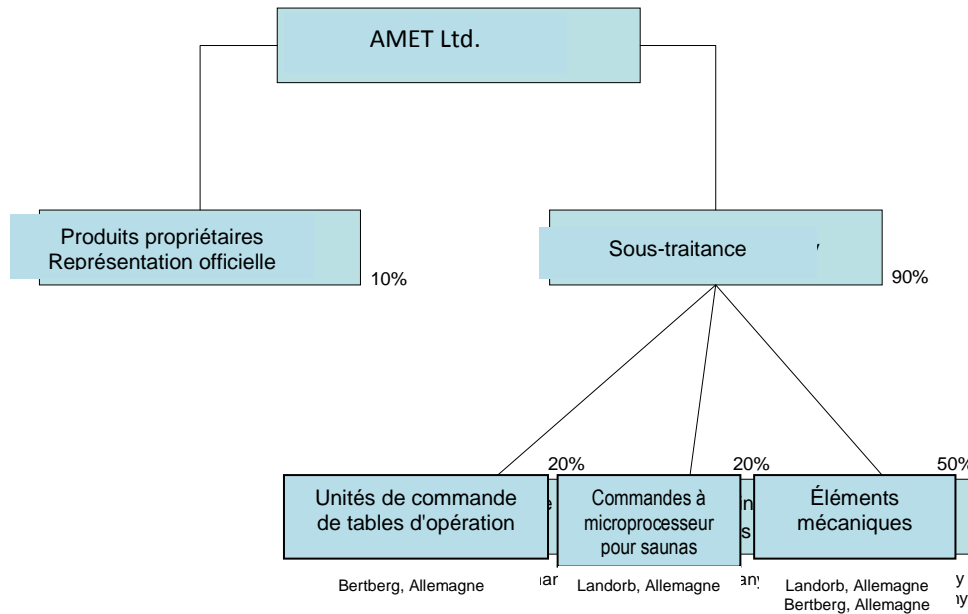 AMET Ltd.
Produits propriétaires
Représentation officielle
10%
Sous-traitance
90%
20%
Unités de commande
de tables d'opération
Bertberg, Allemagne
20%
Commandes à
microprocesseur
pour saunas
Landorb, Allemagne
50%
Éléments
mécaniques
Landorb, Allemagne
Bertberg, Allemagne